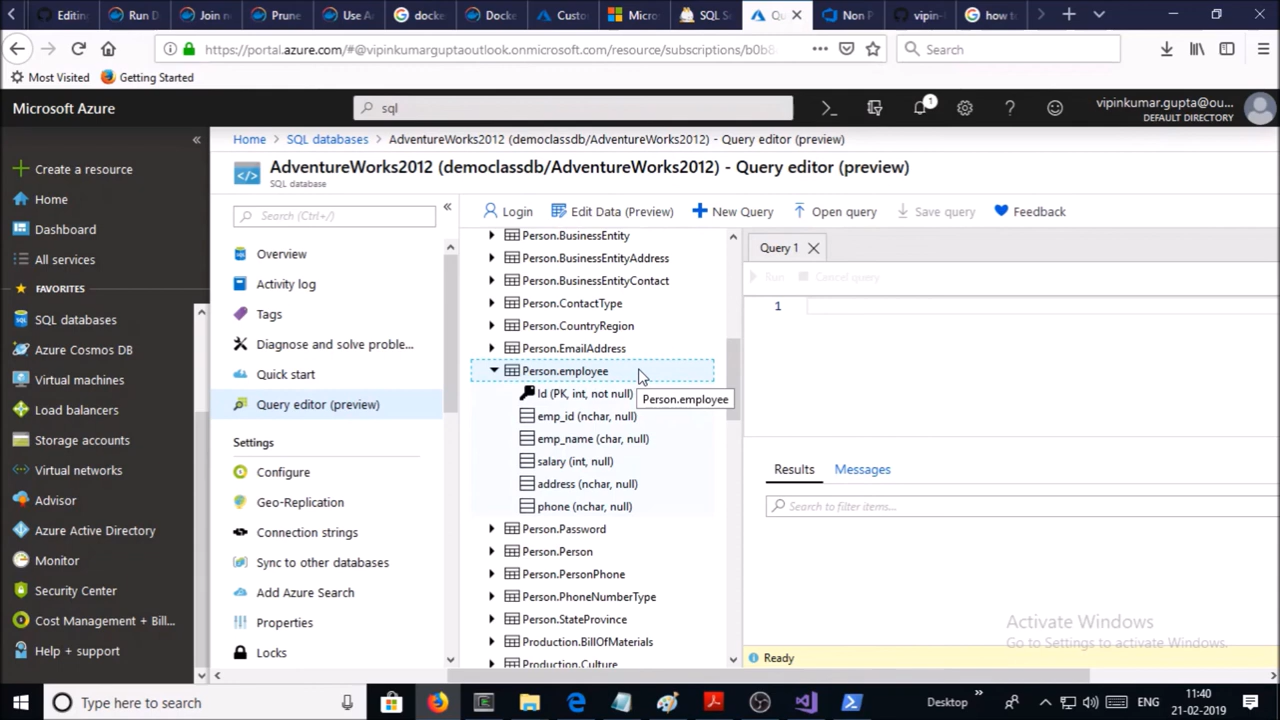 Editing
Run D
Join n
Prune
Use A
docke
Docke
Custo
Micro
SQL S
Qu
Non P
vipin-
how to
https://portal.azure.com/#@vipinkumarguptaoutlook.onmicrosoft.com/resource/subscriptions/b0b8
Search
Most Visited
Getting Started
Microsoft Azure
sql
1
vipinkumar.gupta@ou...
DEFAULT DIRECTORY
Home > SQL databases > AdventureWorks2012 (democlassdb/AdventureWorks2012) - Query editor (preview)
AdventureWorks2012 (democlassdb/AdventureWorks2012) - Query editor (preview)
SQL database
Create a resource
Home
Dashboard
All services
FAVORITES
SQL databases
Azure Cosmos DB
Virtual machines
Load balancers
Storage accounts
Virtual networks
Advisor
Azure Active Directory
Monitor
Security Center
Cost Management + Bill...
Help + support
Search (Ctrl+/)
Overview
Activity log
Tags
Diagnose and solve proble...
Quick start
Query editor (preview)
Settings
Configure
Geo-Replication
Connection strings
Sync to other databases
Add Azure Search
Properties
Locks
Login
Edit Data (Preview)
New Query
Open query
Save query
Feedback
Person.BusinessEntity
Person.BusinessEntityAddress
Person.BusinessEntityContact
Person.ContactType
Person.CountryRegion
Person.EmailAddress
Person.employee
Id (PK, int, not null)
Person.employee
emp_id (nchar, null)
emp_name (char, null)
salary (int, null)
address (nchar, null)
phone (nchar, null)
Person.Password
Person.Person
Person.PersonPhone
Person.PhoneNumberType
Person.StateProvince
Production.BillOfMaterials
Production.Culture
Query 1
Run
Cancel query
1
Results
Messages
Search to filter items...
Activate Windows
Go to Settings to activate Windows.
Ready
Type here to search
Desktop
ENG
11:40
21-02-2019